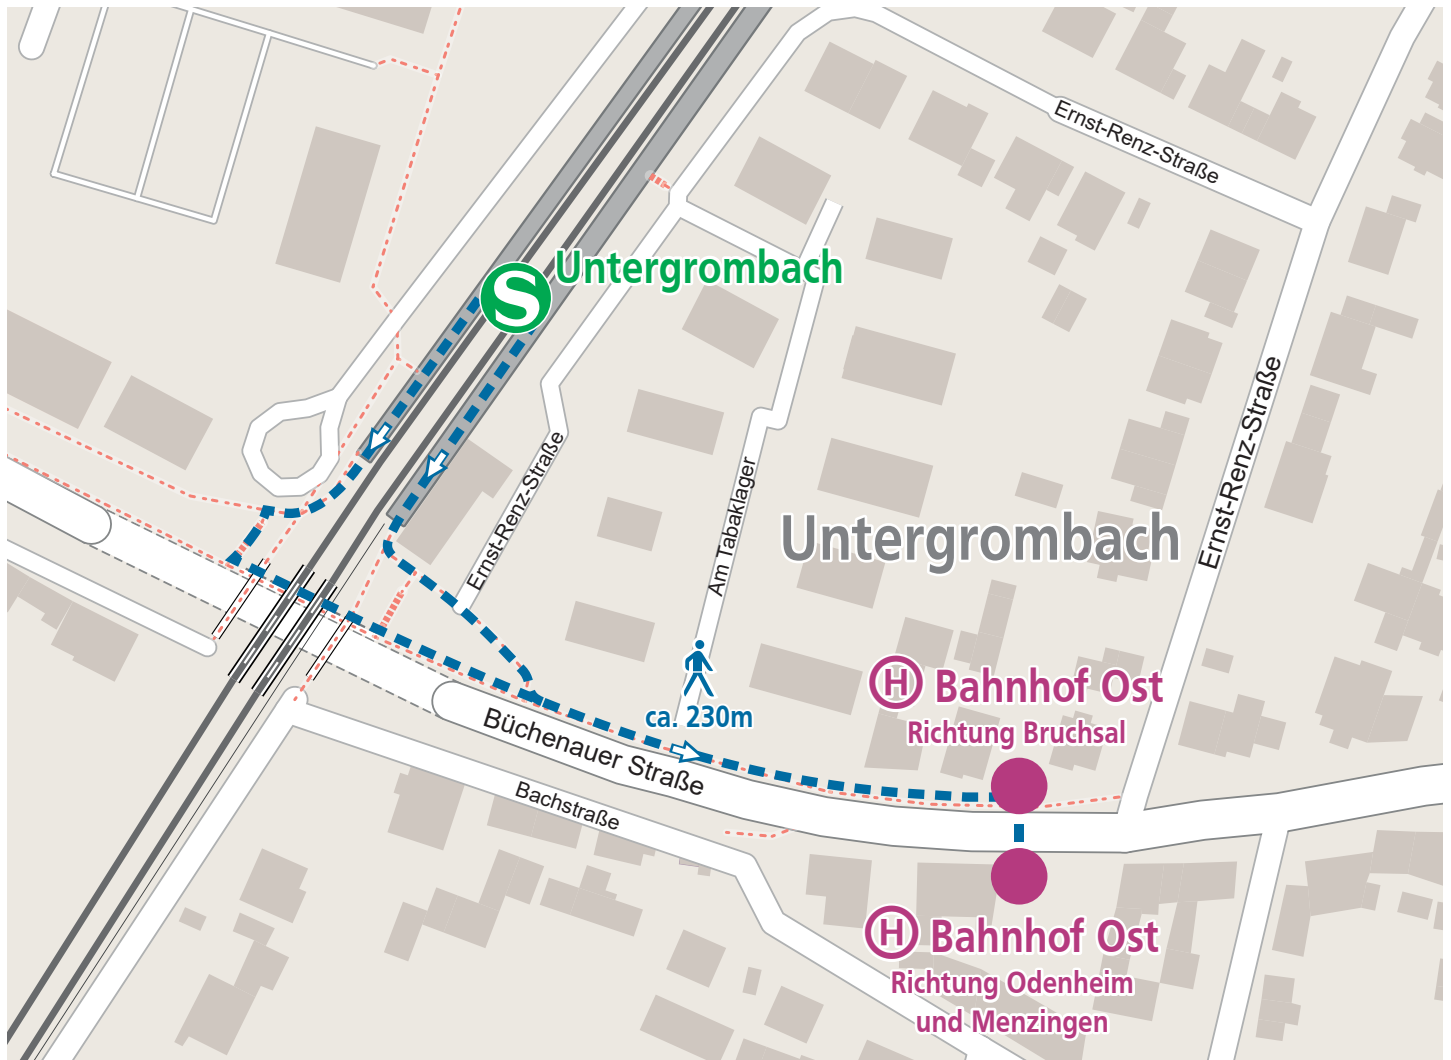 Ernst-Renz-Straße
S
Untergrombach
Ernst-Renz-Straße
Ernst-Renz-Straße
Am Tabaklager
Untergrombach
H Bahnhof Ost
Richtung Bruchsal
ca. 230m
Büchenauer Straße
Bachstraße
H Bahnhof Ost
Richtung Odenheim
und Menzingen